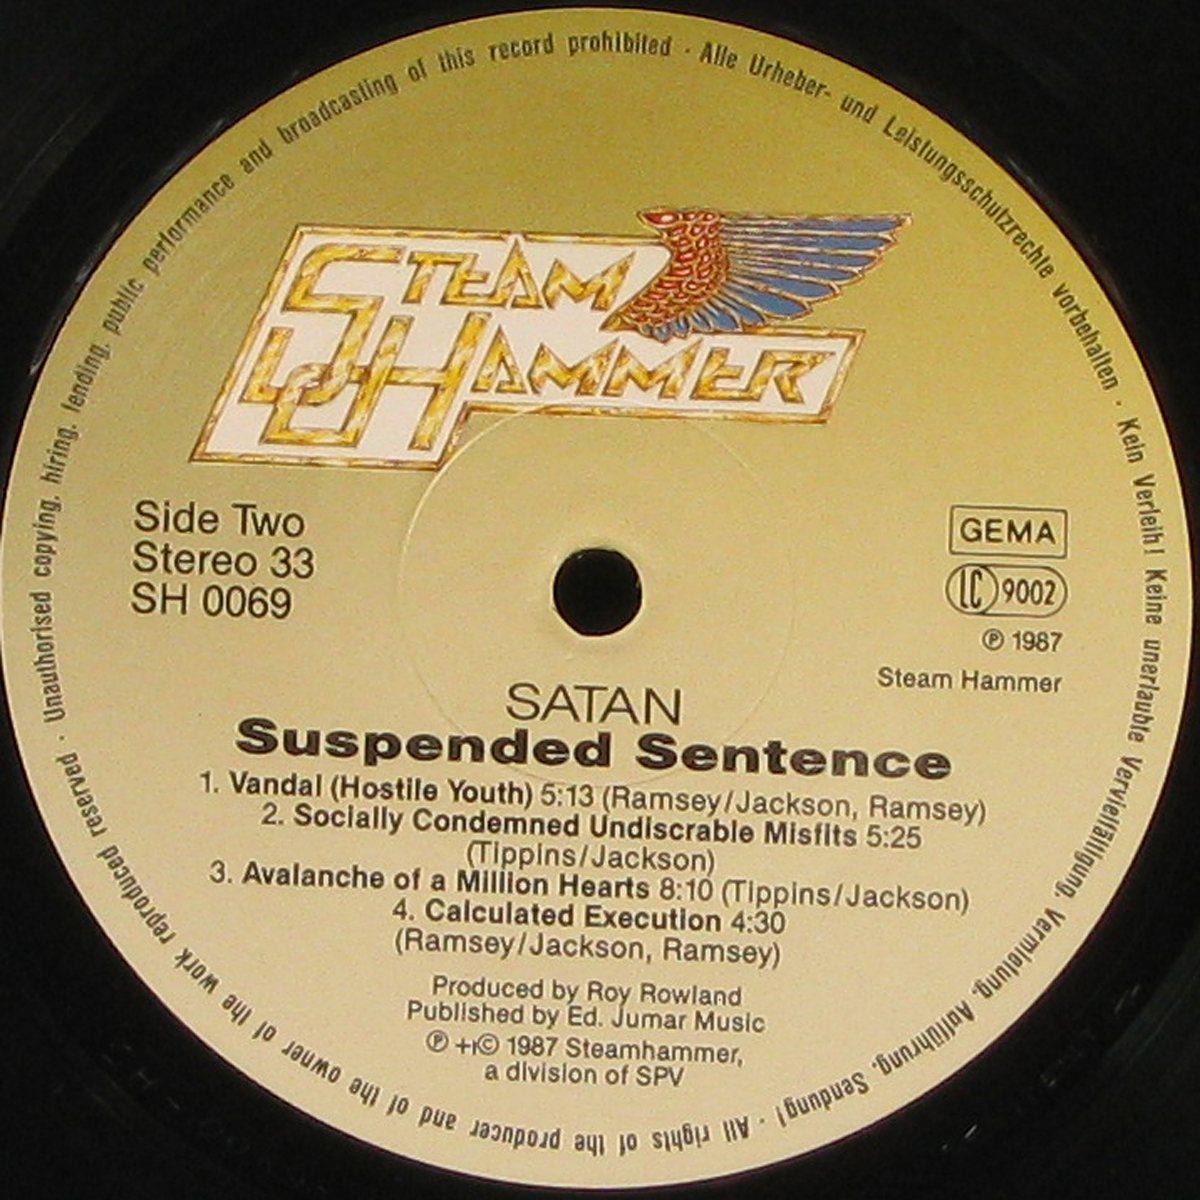 STEAM
HAMMER
Side Two
Stereo 33
SH 0069
GEMA
LC 9002
℗ 1987
Steam Hammer
SATAN
Suspended Sentence
1. Vandal (Hostile Youth) 5:13 (Ramsey/Jackson, Ramsey)
2. Socially Condemned Undiscrable Misfits 5:25
(Tippins/Jackson)
3. Avalanche of a Million Hearts 8:10 (Tippins/Jackson)
4. Calculated Execution 4:30
(Ramsey/Jackson, Ramsey)
Produced by Roy Rowland
Published by Ed. Jumar Music
℗ + © 1987 Steamhammer,
a division of SPV
· All rights of the producer and of the owner of the work reproduced reserved · Unauthorised copying, hiring, lending, public performance and broadcasting of this record prohibited · Alle Urheber- und Leistungsschutzrechte vorbehalten · Kein Verleih! Keine unerlaubte Vervielfältigung, Vermietung, Aufführung, Sendung!